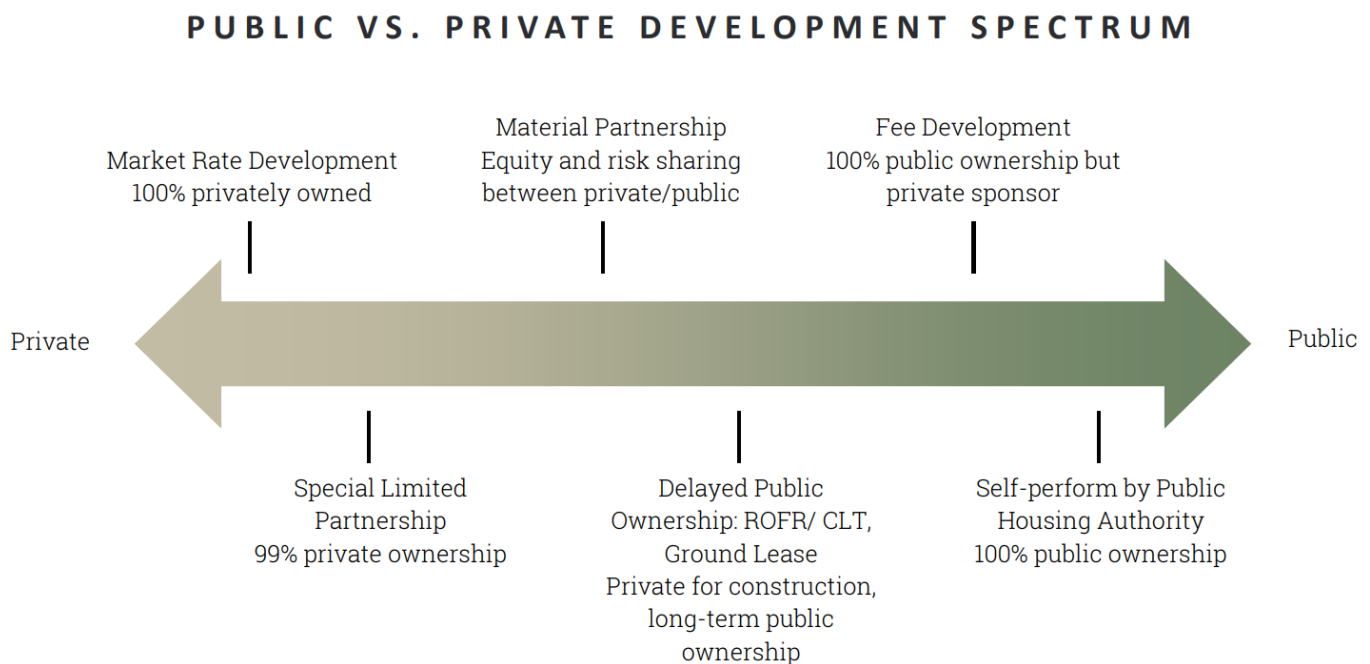 PUBLIC VS. PRIVATE DEVELOPMENT SPECTRUM
Market Rate Development
100% privately owned
Material Partnership
Equity and risk sharing
between private/public
Fee Development
100% public ownership but
private sponsor
Private
Public
Special Limited
Partnership
99% private ownership
Delayed Public
Ownership: ROFR/ CLT,
Ground Lease
Private for construction,
long-term public
ownership
Self-perform by Public
Housing Authority
100% public ownership